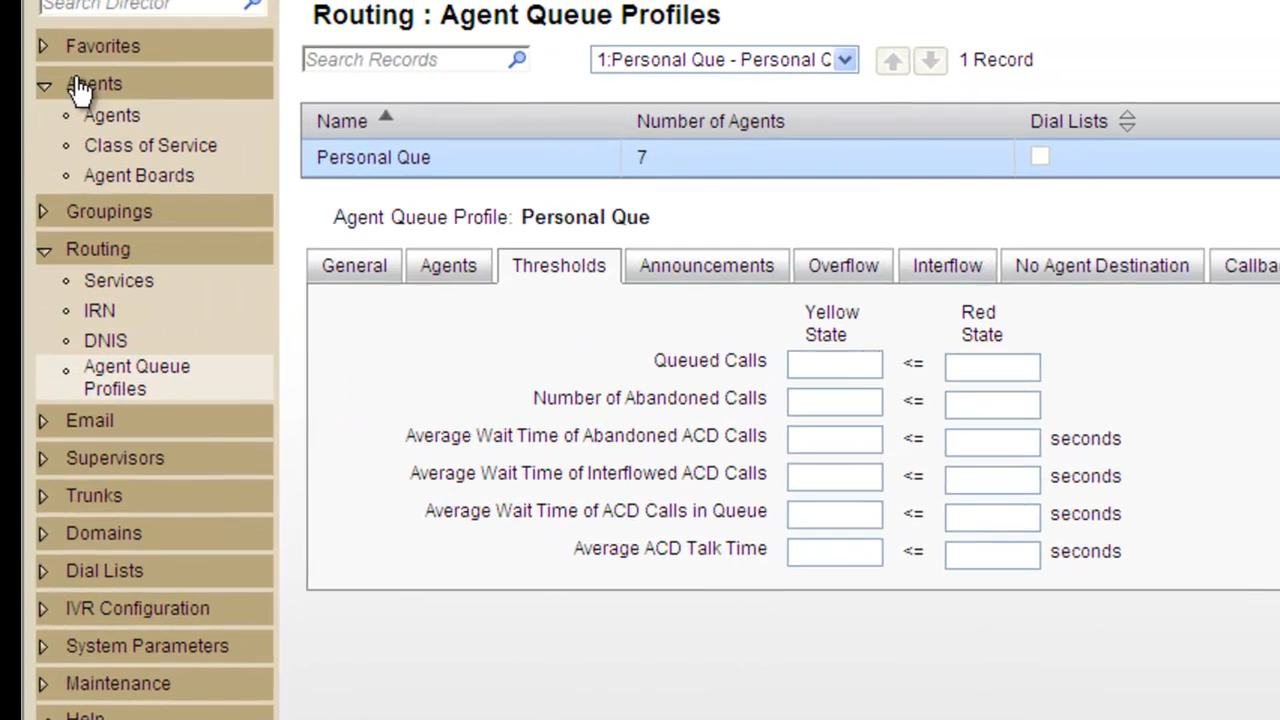 Search Director
Favorites
Agents
Agents
Class of Service
Agent Boards
Groupings
Routing
Services
IRN
DNIS
Agent Queue
Profiles
Email
Supervisors
Trunks
Domains
Dial Lists
IVR Configuration
System Parameters
Maintenance
Help
Routing : Agent Queue Profiles
Search Records
1:Personal Que - Personal C
1 Record
Name
Number of Agents
Dial Lists
Personal Que
7
Agent Queue Profile: Personal Que
General
Agents
Thresholds
Announcements
Overflow
Interflow
No Agent Destination
Callba
Yellow
State
Red
State
Queued Calls <=
Number of Abandoned Calls <=
Average Wait Time of Abandoned ACD Calls <= seconds
Average Wait Time of Interflowed ACD Calls <= seconds
Average Wait Time of ACD Calls in Queue <= seconds
Average ACD Talk Time <= seconds